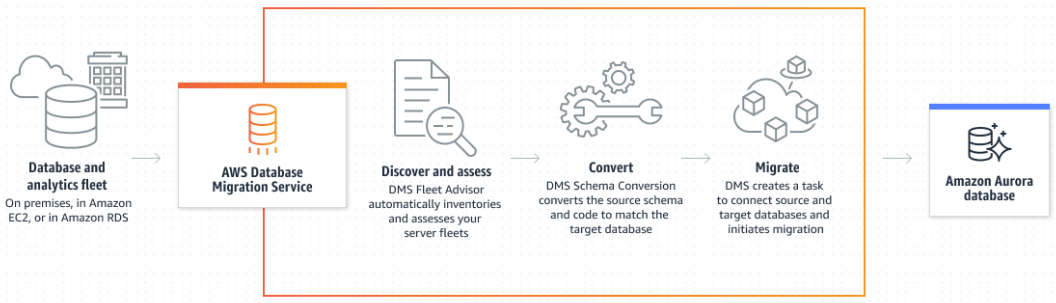 Database and
analytics fleet
On premises, in Amazon
EC2, or in Amazon RDS
AWS Database
Migration Service
Discover and assess
DMS Fleet Advisor
automatically inventories
and assesses your
server fleets
Convert
DMS Schema Conversion
converts the source schema
and code to match the
target database
Migrate
DMS creates a task
to connect source and
target databases and
initiates migration
Amazon Aurora
database